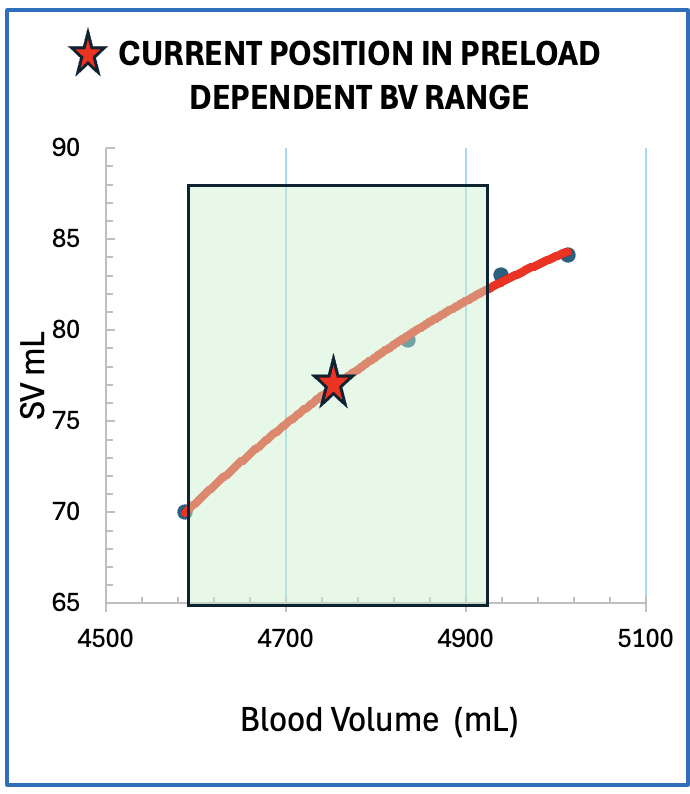 CURRENT POSITION IN PRELOAD
DEPENDENT BV RANGE
90
85
80
75
70
65
SV mL
4500 4700 4900 5100
Blood Volume (mL)